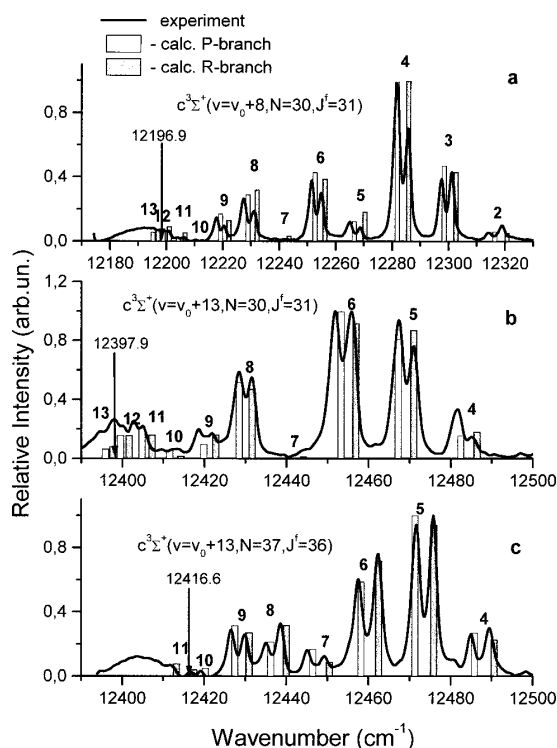 experiment
- calc. P-branch
- calc. R-branch
a
c³Σ⁺(v=v₀+8,N=30,Jᶠ=31)
12196.9
13 12 11 10 9 8 7 6 5 4 3 2
0,8
0,4
0,0
12180 12200 12220 12240 12260 12280 12300 12320
b
c³Σ⁺(v=v₀+13,N=30,Jᶠ=31)
12397.9
13 12 11 10 9 8 7 6 5 4
1,2
0,8
0,4
0,0
12400 12420 12440 12460 12480 12500
c
c³Σ⁺(v=v₀+13,N=37,Jᶠ=36)
12416.6
11 10 9 8 7 6 5 4
0,8
0,4
0,0
12400 12420 12440 12460 12480 12500
Relative Intensity (arb.un.)
Wavenumber (cm⁻¹)